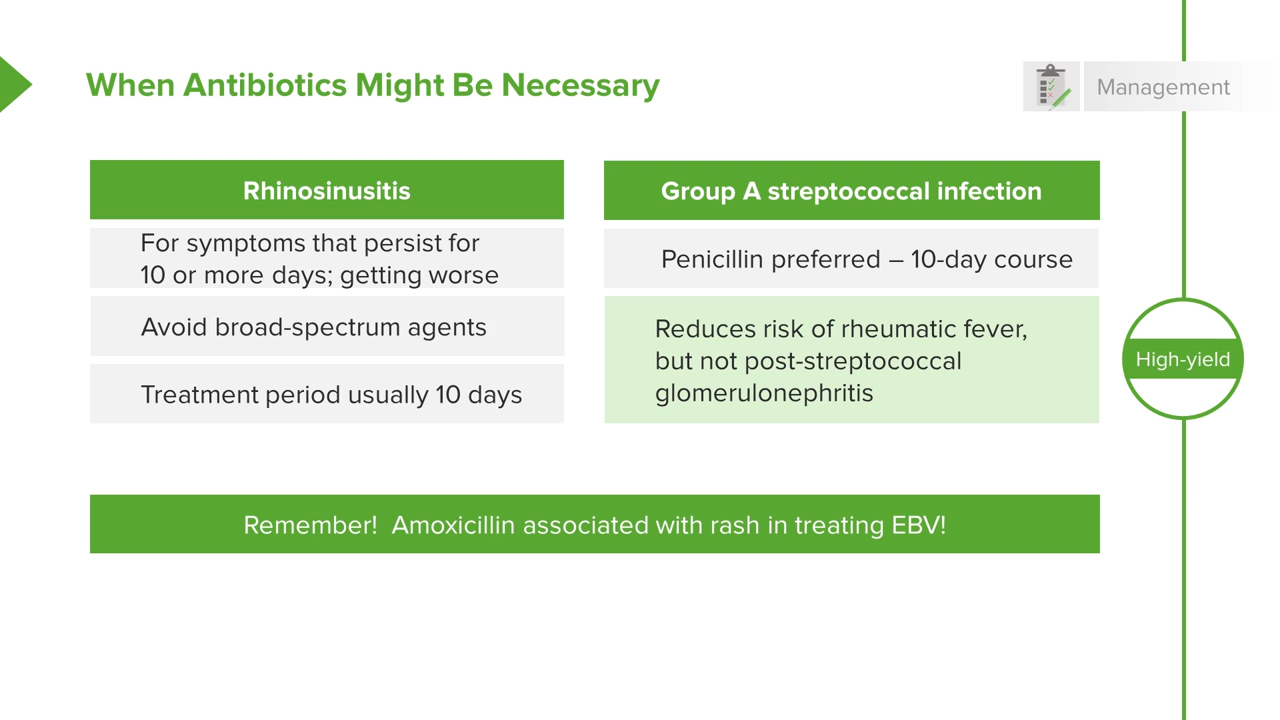 When Antibiotics Might Be Necessary
Management
Rhinosinusitis
For symptoms that persist for
10 or more days; getting worse
Avoid broad-spectrum agents
Treatment period usually 10 days
Group A streptococcal infection
Penicillin preferred – 10-day course
Reduces risk of rheumatic fever,
but not post-streptococcal
glomerulonephritis
High-yield
Remember!  Amoxicillin associated with rash in treating EBV!